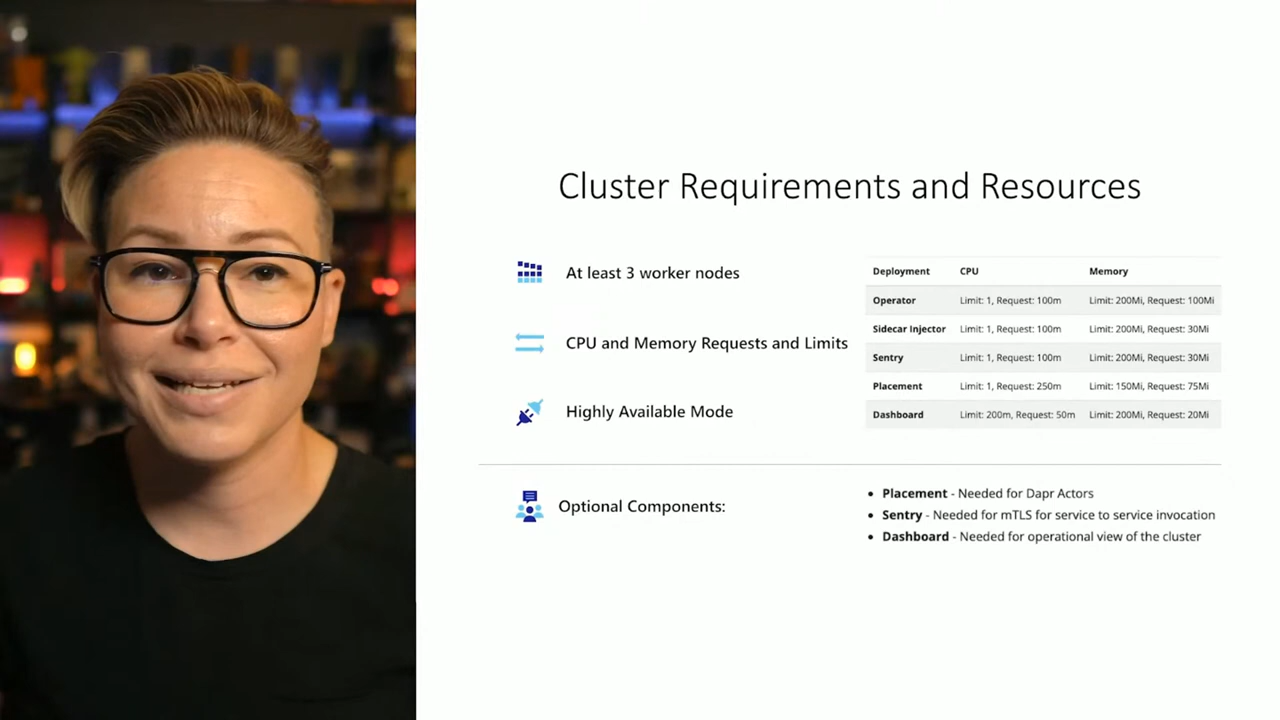 Cluster Requirements and Resources
At least 3 worker nodes
CPU and Memory Requests and Limits
Highly Available Mode
Deployment CPU Memory
Operator Limit: 1, Request: 100m Limit: 200Mi, Request: 100Mi
Sidecar Injector Limit: 1, Request: 100m Limit: 200Mi, Request: 30Mi
Sentry Limit: 1, Request: 100m Limit: 200Mi, Request: 30Mi
Placement Limit: 1, Request: 250m Limit: 150Mi, Request: 75Mi
Dashboard Limit: 200m, Request: 50m Limit: 200Mi, Request: 20Mi
Optional Components:
• Placement - Needed for Dapr Actors
• Sentry - Needed for mTLS for service to service invocation
• Dashboard - Needed for operational view of the cluster